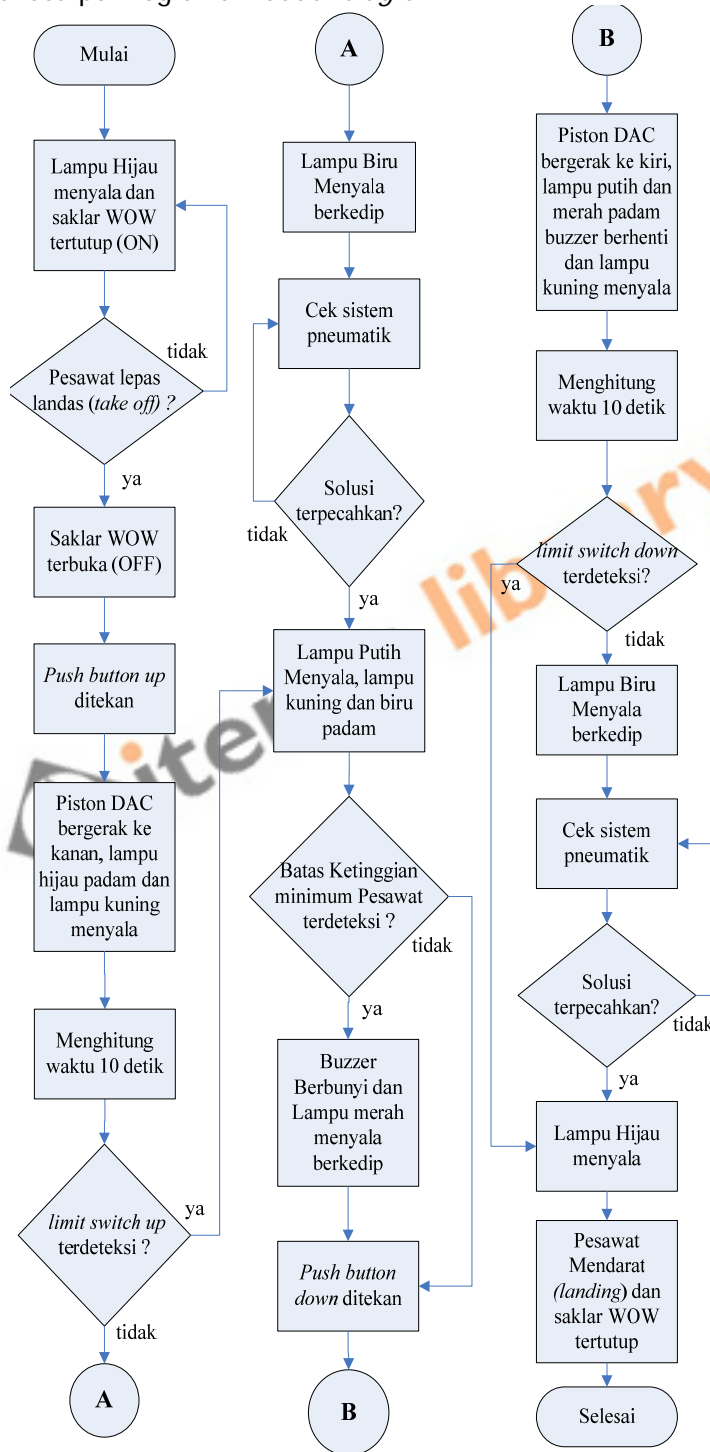 Mulai
Lampu Hijau
menyala dan
saklar WOW
tertutup (ON)
tidak
Pesawat lepas
landas (take off) ?
ya
Saklar WOW
terbuka (OFF)
Push button up
ditekan
Piston DAC
bergerak ke
kanan, lampu
hijau padam dan
lampu kuning
menyala
Menghitung
waktu 10 detik
ya
limit switch up
terdeteksi ?
tidak
A
A
Lampu Biru
Menyala
berkedip
Cek sistem
pneumatik
Solusi
terpecahkan?
tidak
ya
Lampu Putih
Menyala, lampu
kuning dan biru
padam
Batas Ketinggian
minimum Pesawat
terdeteksi ?
tidak
ya
Buzzer
Berbunyi dan
Lampu merah
menyala
berkedip
Push button
down ditekan
B
B
Piston DAC
bergerak ke kiri,
lampu putih dan
merah padam
buzzer berhenti
dan lampu
kuning menyala
Menghitung
waktu 10 detik
limit switch down
terdeteksi?
ya
tidak
Lampu Biru
Menyala
berkedip
Cek sistem
pneumatik
Solusi
terpecahkan?
tidak
ya
Lampu Hijau
menyala
Pesawat
Mendarat
(landing) dan
saklar WOW
tertutup
Selesai